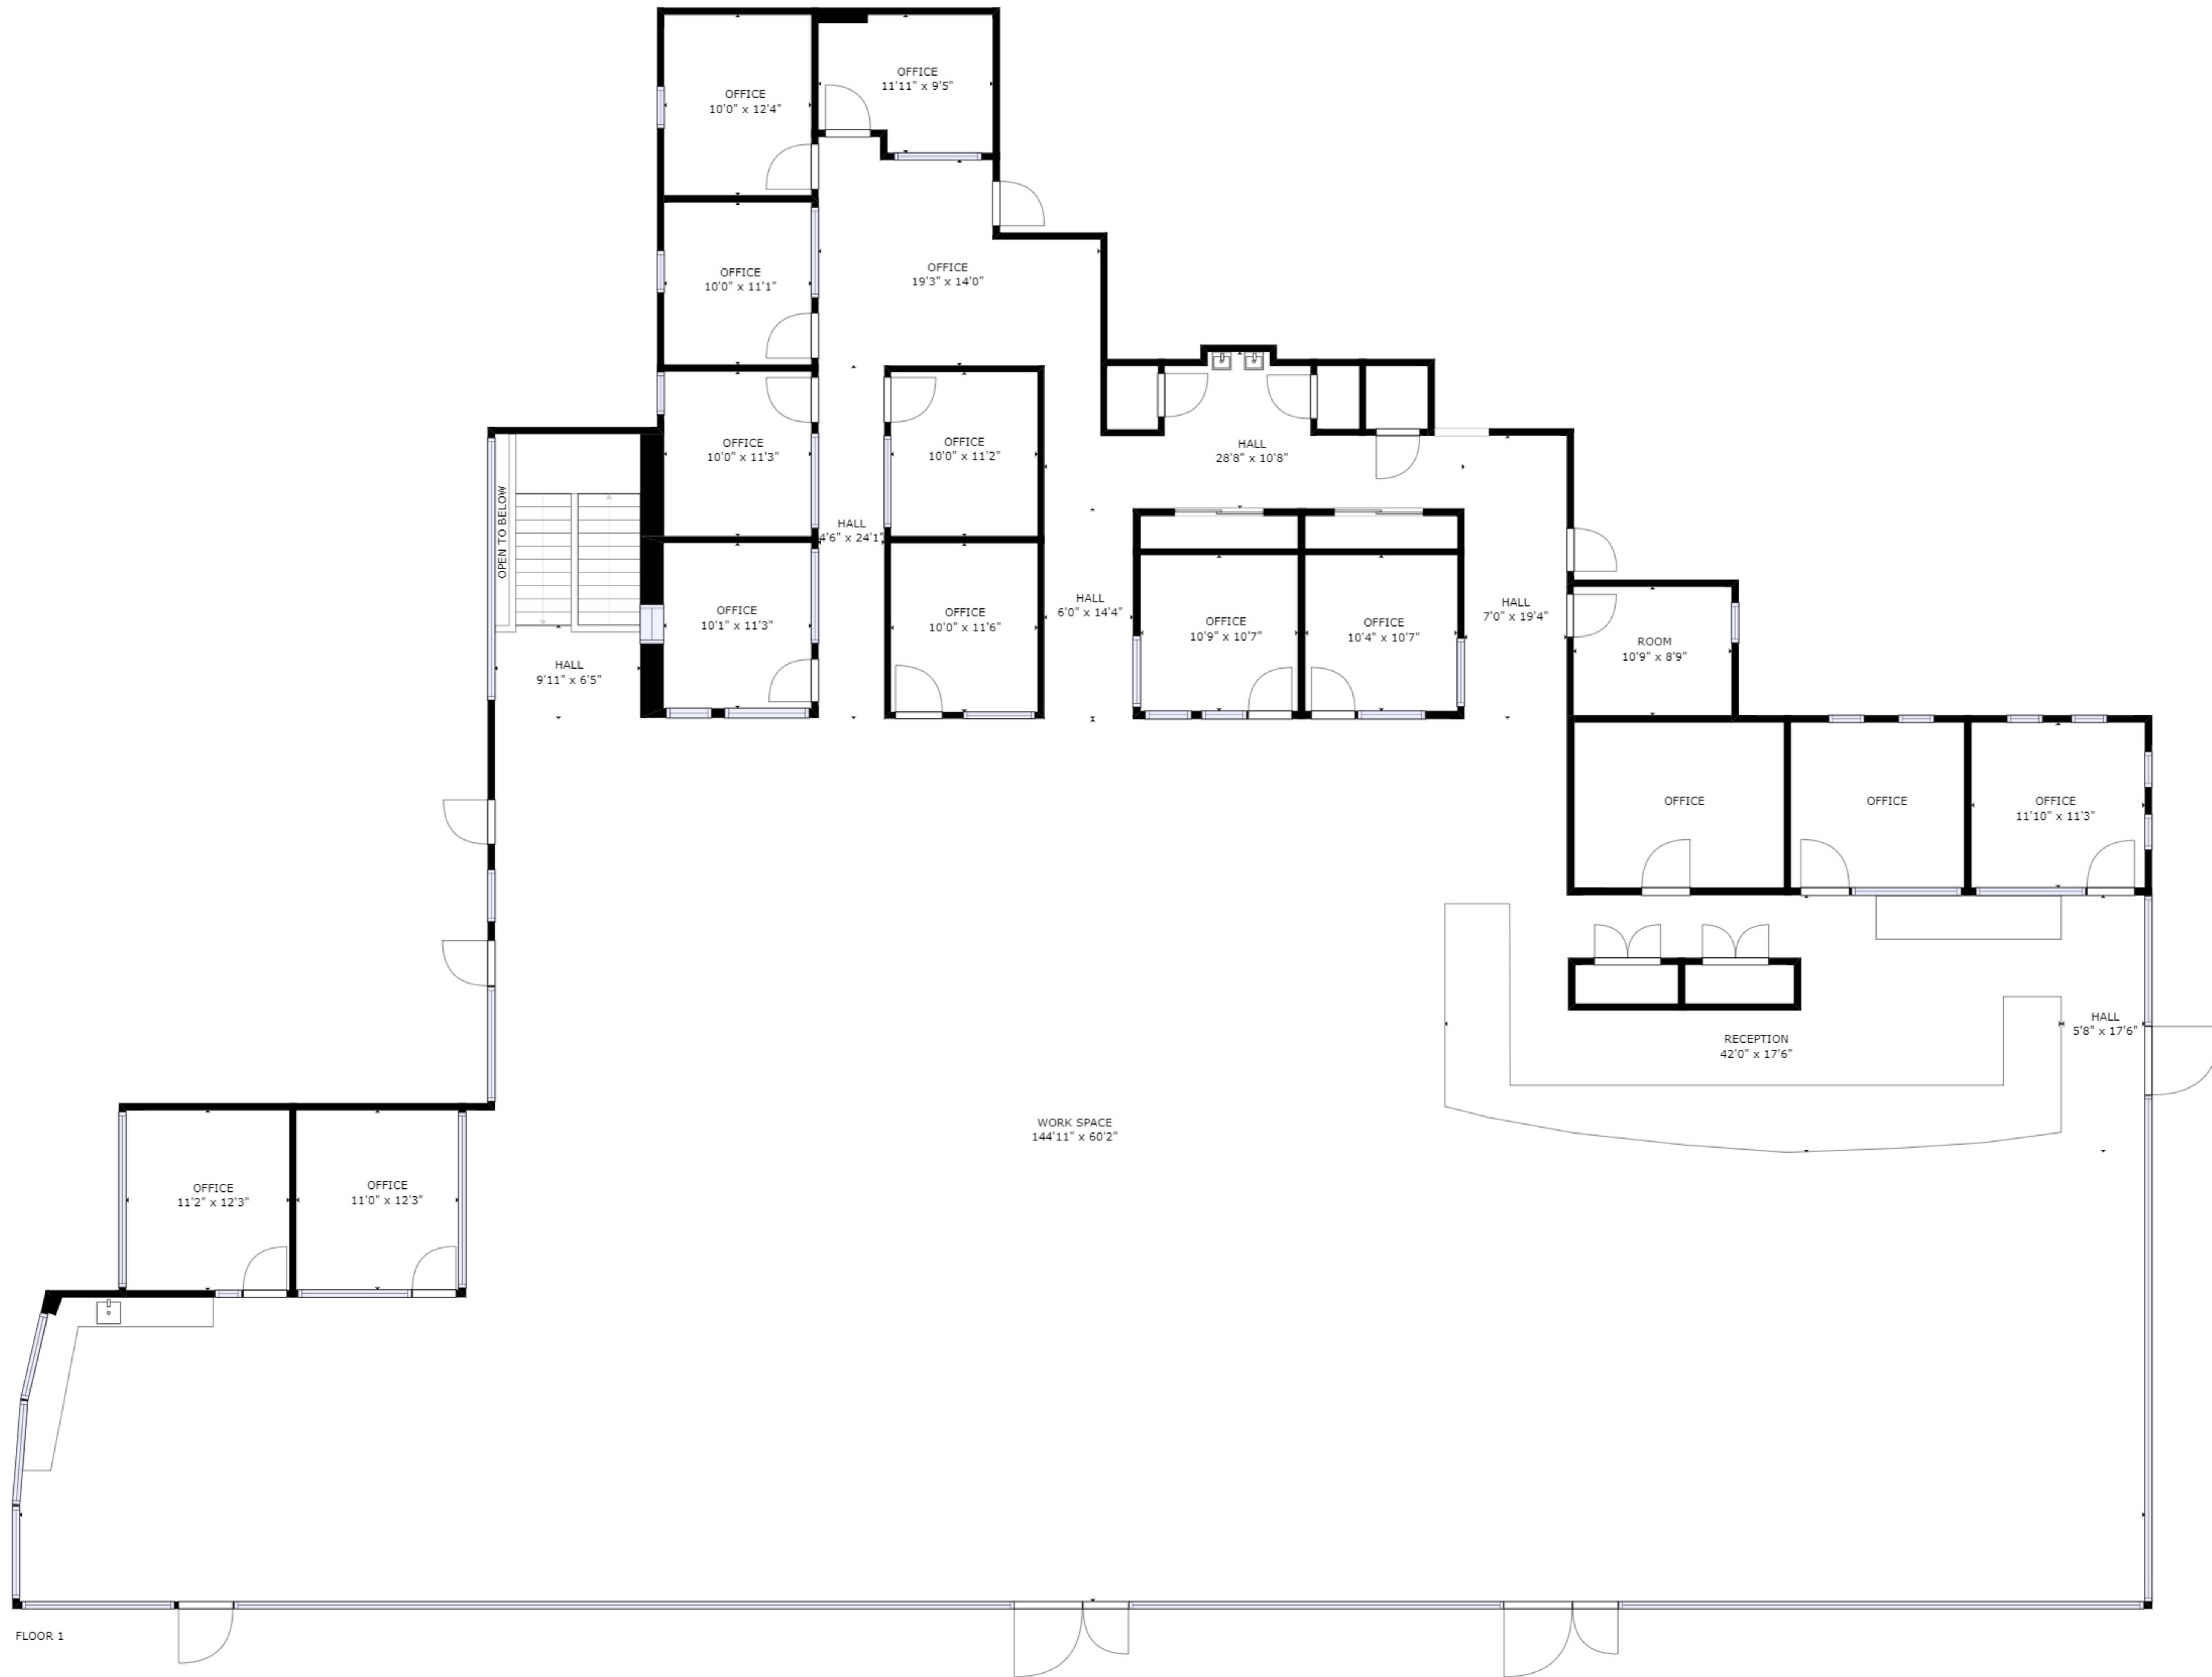 OFFICE
11'11" x 9'5"
OFFICE
10'0" x 12'4"
OFFICE
19'3" x 14'0"
OFFICE
10'0" x 11'1"
OFFICE
10'0" x 11'3"
OFFICE
10'0" x 11'2"
HALL
28'8" x 10'8"
OPEN TO BELOW
HALL
4'6" x 24'1"
OFFICE
10'1" x 11'3"
OFFICE
10'0" x 11'6"
HALL
6'0" x 14'4"
OFFICE
10'9" x 10'7"
OFFICE
10'4" x 10'7"
HALL
7'0" x 19'4"
ROOM
10'9" x 8'9"
HALL
9'11" x 6'5"
OFFICE
OFFICE
OFFICE
11'10" x 11'3"
HALL
5'8" x 17'6"
RECEPTION
42'0" x 17'6"
WORK SPACE
144'11" x 60'2"
OFFICE
11'2" x 12'3"
OFFICE
11'0" x 12'3"
FLOOR 1